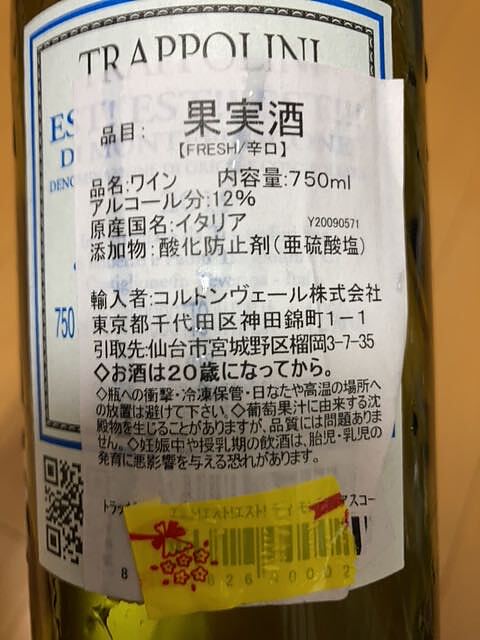 TRAPPOLINI
ES
D
DENO
750
品目: 果実酒
【FRESH/辛口】
品名:ワイン 内容量:750ml
アルコール分:12%
原産国名:イタリア Y20090571
添加物:酸化防止剤(亜硫酸塩)
輸入者:コルトンヴェール株式会社
東京都千代田区神田錦町1-1
引取先:仙台市宮城野区榴岡3-7-35
◇お酒は20歳になってから。
◇瓶への衝撃・冷凍保管・日なたや高温の場所へ
の放置は避けて下さい。◇葡萄果汁に由来する沈
殿物を生じることがありますが、品質には問題ありま
せん。◇妊娠中や授乳期の飲酒は、胎児・乳児の
発育に悪影響を与える恐れがあります。